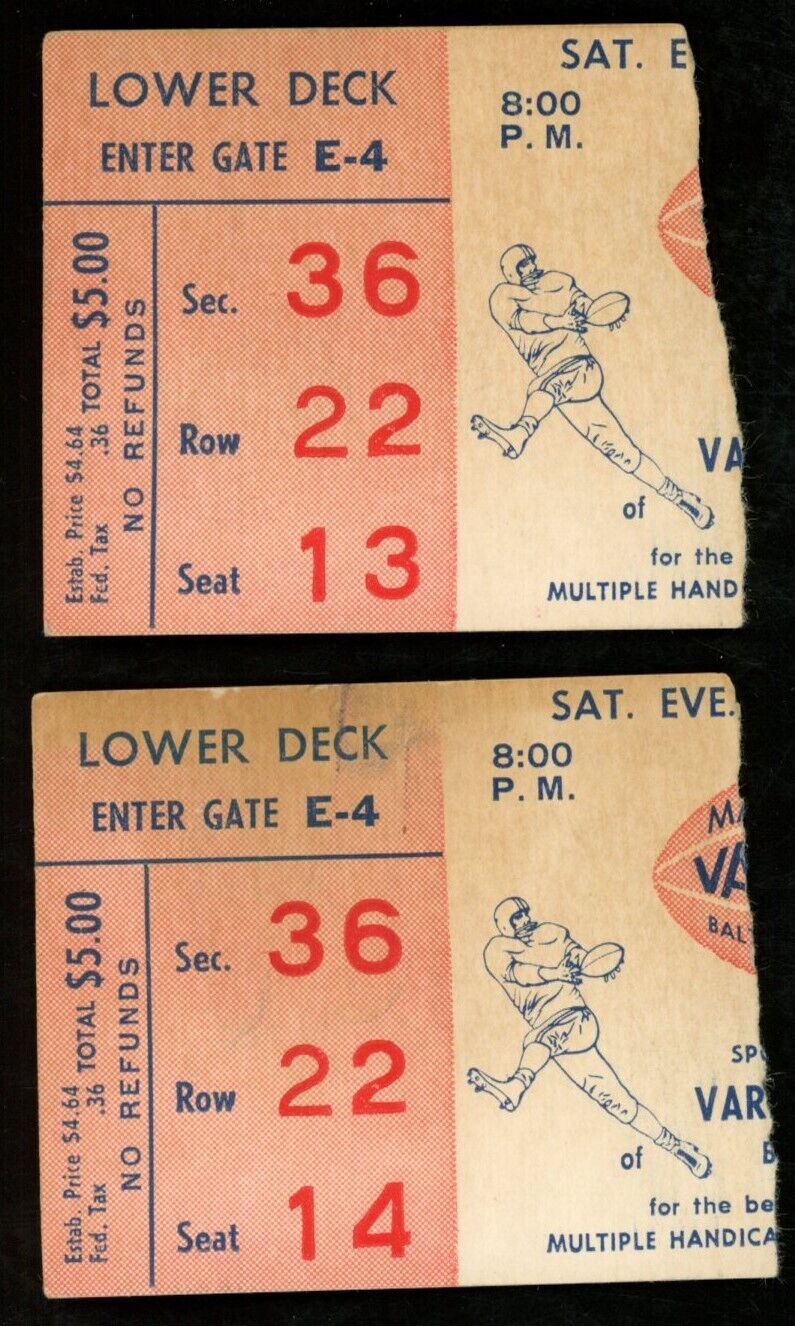 LOWER DECK
ENTER GATE E-4
Estab. Price $4.64
Fed. Tax .36 TOTAL $5.00
NO REFUNDS
Sec. 36
Row 22
Seat 13
SAT. E
8:00
P. M.
VA
of
for the
MULTIPLE HAND
LOWER DECK
ENTER GATE E-4
Estab. Price $4.64
Fed. Tax .36 TOTAL $5.00
NO REFUNDS
Sec. 36
Row 22
Seat 14
SAT. EVE.
8:00
P. M.
MA
VA
BAL
SPO
VAR
of B
for the be
MULTIPLE HANDICA